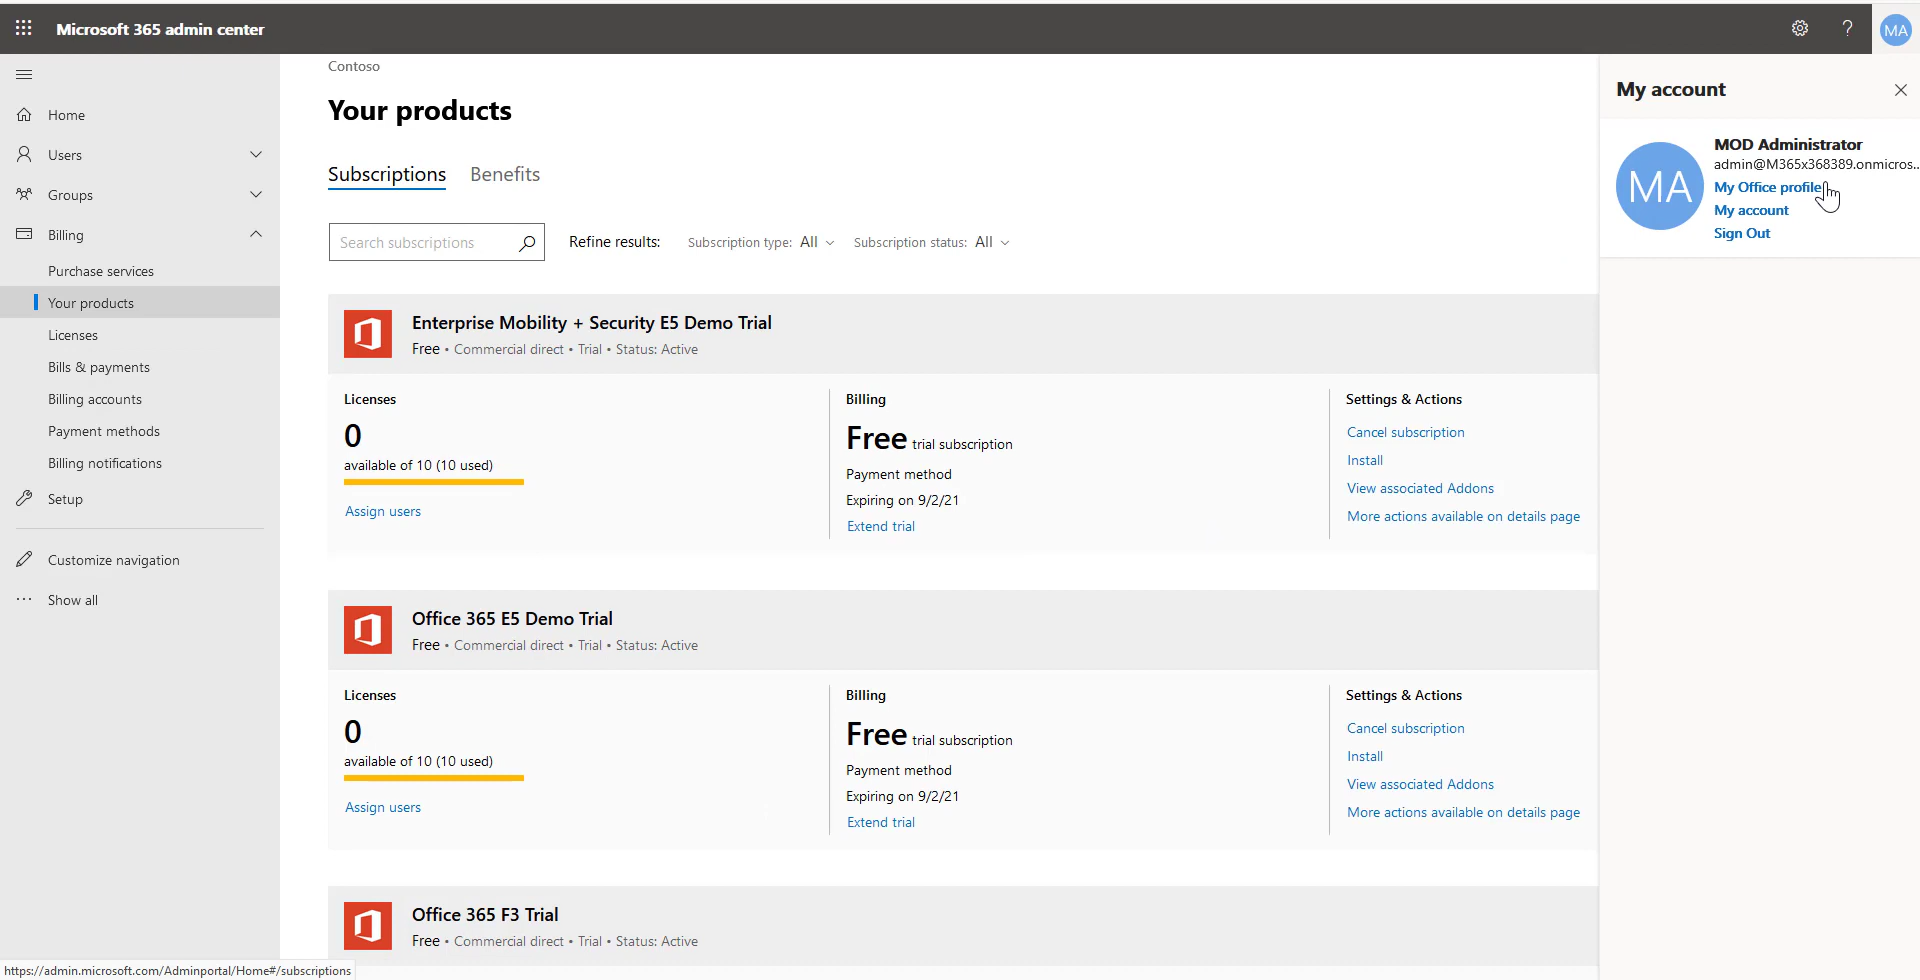 Microsoft 365 admin center
?
MA
Home
Users
Groups
Billing
Purchase services
Your products
Licenses
Bills & payments
Billing accounts
Payment methods
Billing notifications
Setup
Customize navigation
Show all
Contoso
Your products
Subscriptions Benefits
Search subscriptions Refine results: Subscription type: All Subscription status: All
Enterprise Mobility + Security E5 Demo Trial
Free • Commercial direct • Trial • Status: Active
Licenses
0
available of 10 (10 used)
Assign users
Billing
Free trial subscription
Payment method
Expiring on 9/2/21
Extend trial
Settings & Actions
Cancel subscription
Install
View associated Addons
More actions available on details page
Office 365 E5 Demo Trial
Free • Commercial direct • Trial • Status: Active
Licenses
0
available of 10 (10 used)
Assign users
Billing
Free trial subscription
Payment method
Expiring on 9/2/21
Extend trial
Settings & Actions
Cancel subscription
Install
View associated Addons
More actions available on details page
Office 365 F3 Trial
Free • Commercial direct • Trial • Status: Active
My account
MA
MOD Administrator
admin@M365x368389.onmicros...
My Office profile
My account
Sign Out
https://admin.microsoft.com/Adminportal/Home#/subscriptions